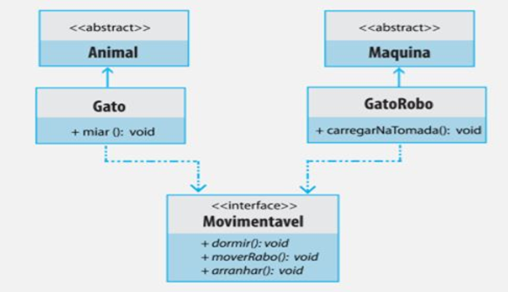 <<abstract>>
Animal
<<abstract>>
Maquina
Gato
+ miar (): void
GatoRobo
+ carregarNaTomada(): void
<<interface>>
Movimentavel
+ dormir(): void
+ moverRabo(): void
+ arranhar(): void